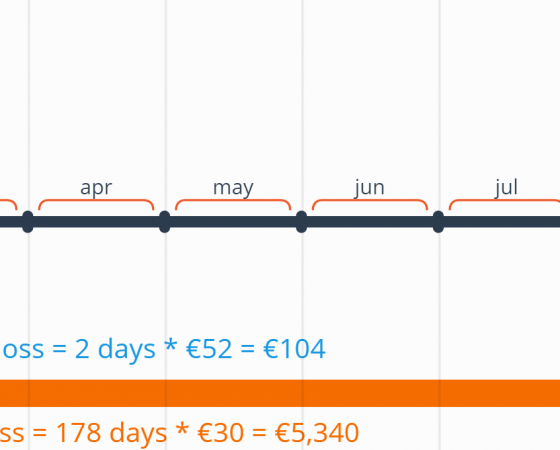 apr may jun jul
oss = 2 days * €52 = €104
ss = 178 days * €30 = €5,340